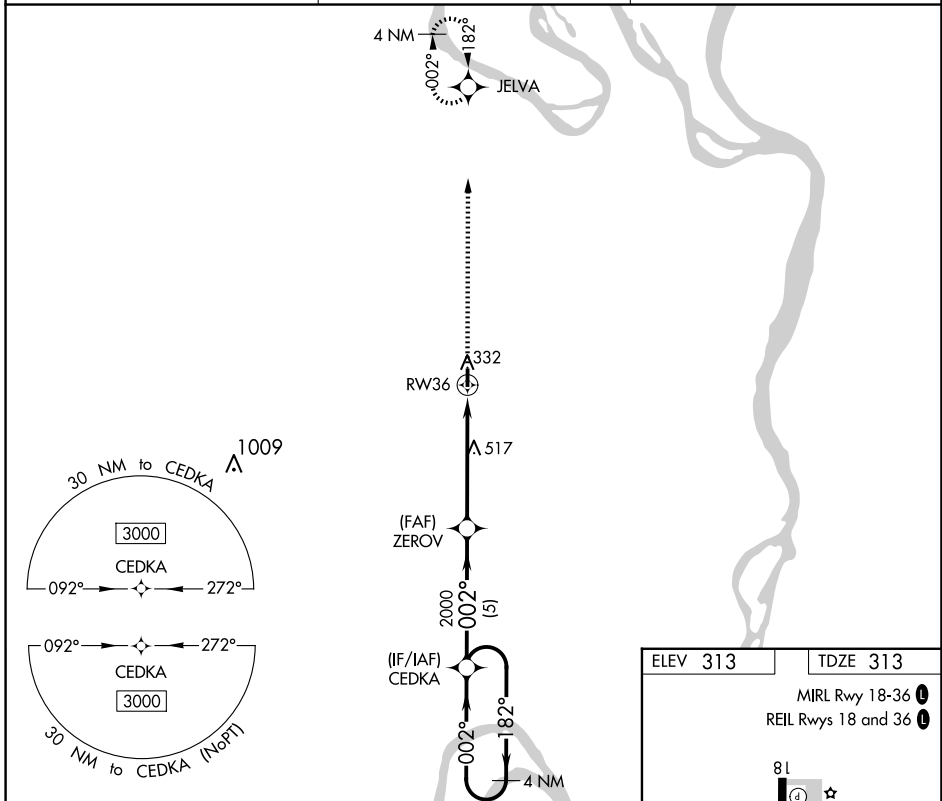 4 NM
182°
002°
JELVA
332
RW36
517
1009
30 NM to CEDKA
3000
CEDKA
092°
272°
(FAF)
ZEROV
2000
002°
(5)
092°
272°
CEDKA
3000
30 NM to CEDKA (NoPT)
(IF/IAF)
CEDKA
002°
182°
4 NM
ELEV 313
TDZE 313
MIRL Rwy 18-36 L
REIL Rwys 18 and 36 L
18
P